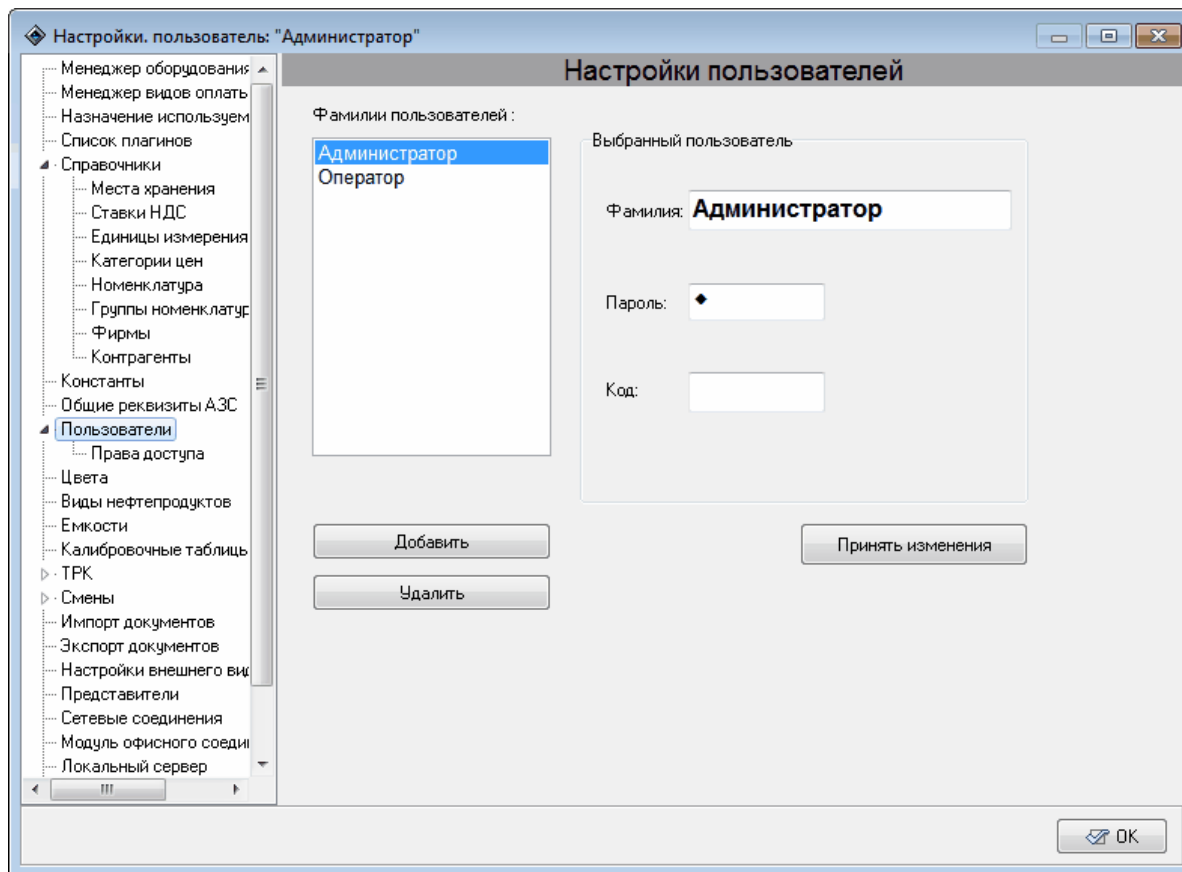 Настройки. пользователь: "Администратор"
Менеджер оборудования
Менеджер видов оплать
Назначение используем
Список плагинов
Справочники
Места хранения
Ставки НДС
Единицы измерения
Категории цен
Номенклатура
Группы номенклатур
Фирмы
Контрагенты
Константы
Общие реквизиты АЗС
Пользователи
Права доступа
Цвета
Виды нефтепродуктов
Емкости
Калибровочные таблиць
ТРК
Смены
Импорт документов
Экспорт документов
Настройки внешнего вид
Представители
Сетевые соединения
Модуль офисного соеди
Локальный сервер
Настройки пользователей
Фамилии пользователей :
Администратор
Оператор
Выбранный пользователь
Фамилия: Администратор
Пароль:
Код:
Добавить
Удалить
Принять изменения
OK